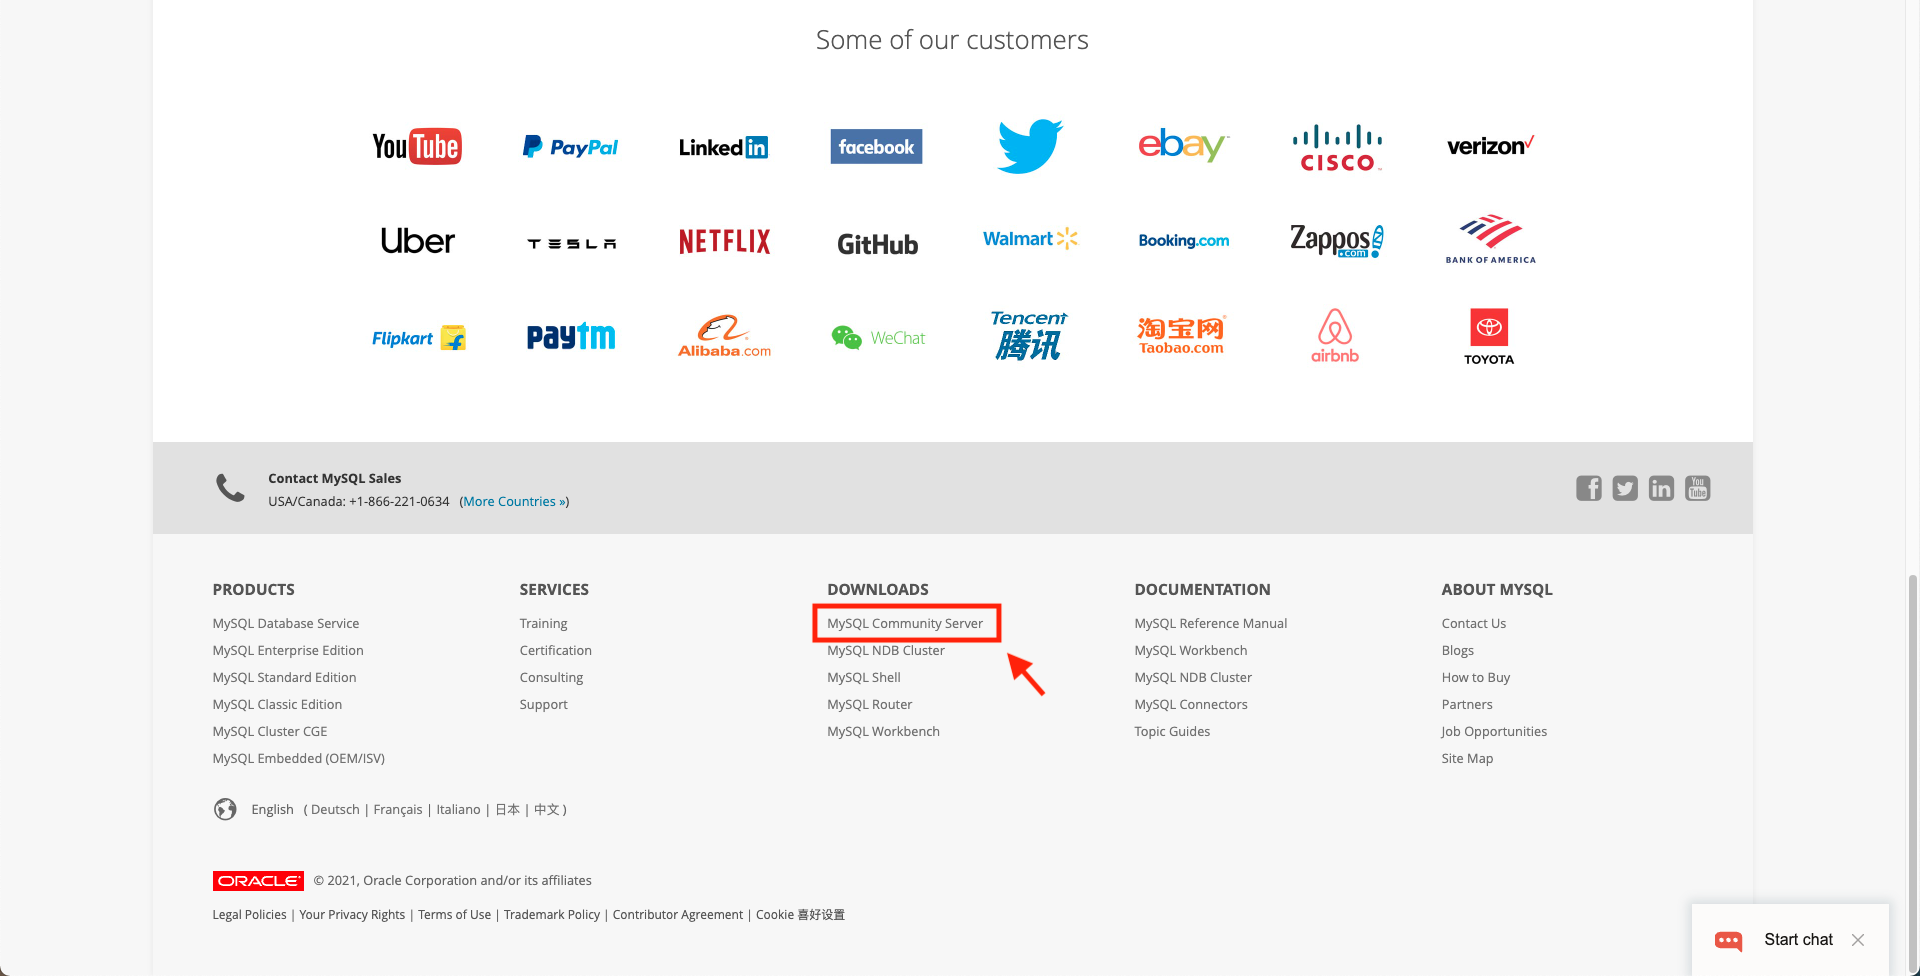 Some of our customers
YouTube PayPal LinkedIn facebook ebay CISCO verizon✓
Uber TESLA NETFLIX GitHub Walmart Booking.com Zappos.com BANK OF AMERICA
Flipkart paytm Alibaba.com WeChat Tencent 腾讯 淘宝网 Taobao.com airbnb TOYOTA
Contact MySQL Sales
USA/Canada: +1-866-221-0634 (More Countries »)
You Tube
PRODUCTS
MySQL Database Service
MySQL Enterprise Edition
MySQL Standard Edition
MySQL Classic Edition
MySQL Cluster CGE
MySQL Embedded (OEM/ISV)
SERVICES
Training
Certification
Consulting
Support
DOWNLOADS
MySQL Community Server
MySQL NDB Cluster
MySQL Shell
MySQL Router
MySQL Workbench
DOCUMENTATION
MySQL Reference Manual
MySQL Workbench
MySQL NDB Cluster
MySQL Connectors
Topic Guides
ABOUT MYSQL
Contact Us
Blogs
How to Buy
Partners
Job Opportunities
Site Map
English ( Deutsch | Français | Italiano | 日本 | 中文 )
ORACLE © 2021, Oracle Corporation and/or its affiliates
Legal Policies | Your Privacy Rights | Terms of Use | Trademark Policy | Contributor Agreement | Cookie 喜好设置
Start chat